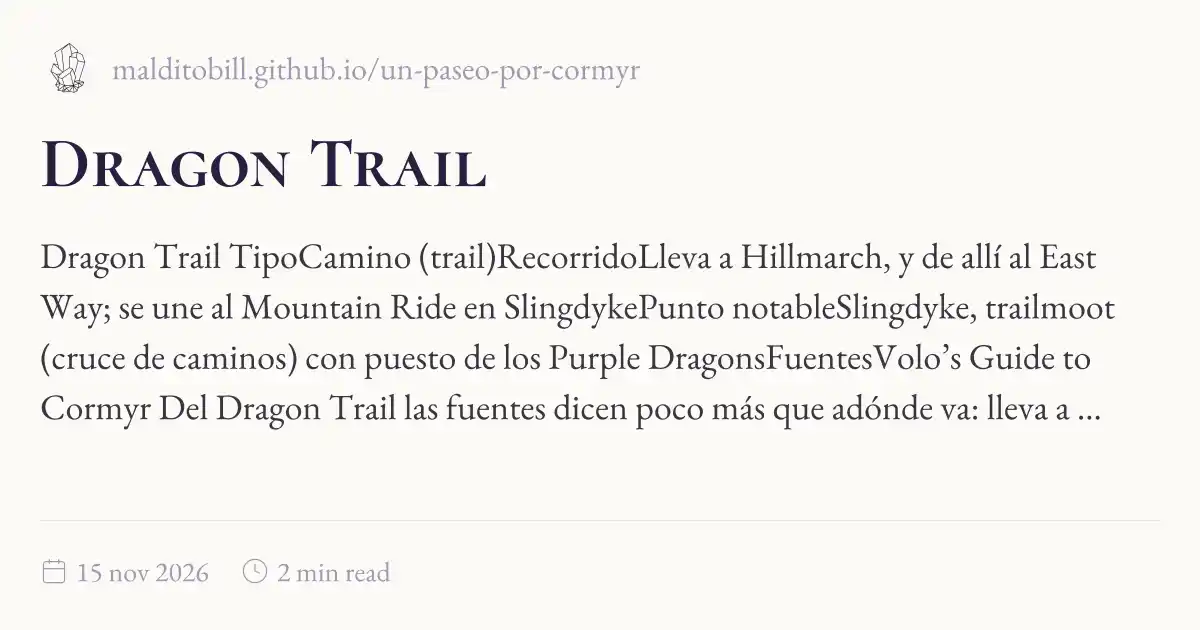 malditobill.github.io/un-paseo-por-cormyr
Dragon Trail
Dragon Trail TipoCamino (trail)RecorridoLleva a Hillmarch, y de allí al East
Way; se une al Mountain Ride en SlingdykePunto notableSlingdyke, trailmoot
(cruce de caminos) con puesto de los Purple DragonsFuentesVolo’s Guide to
Cormyr Del Dragon Trail las fuentes dicen poco más que adónde va: lleva a ...
15 nov 2026
2 min read